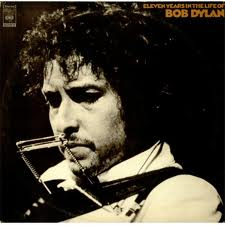 ELEVEN YEARS IN THE LIFE OF
BOB DYLAN